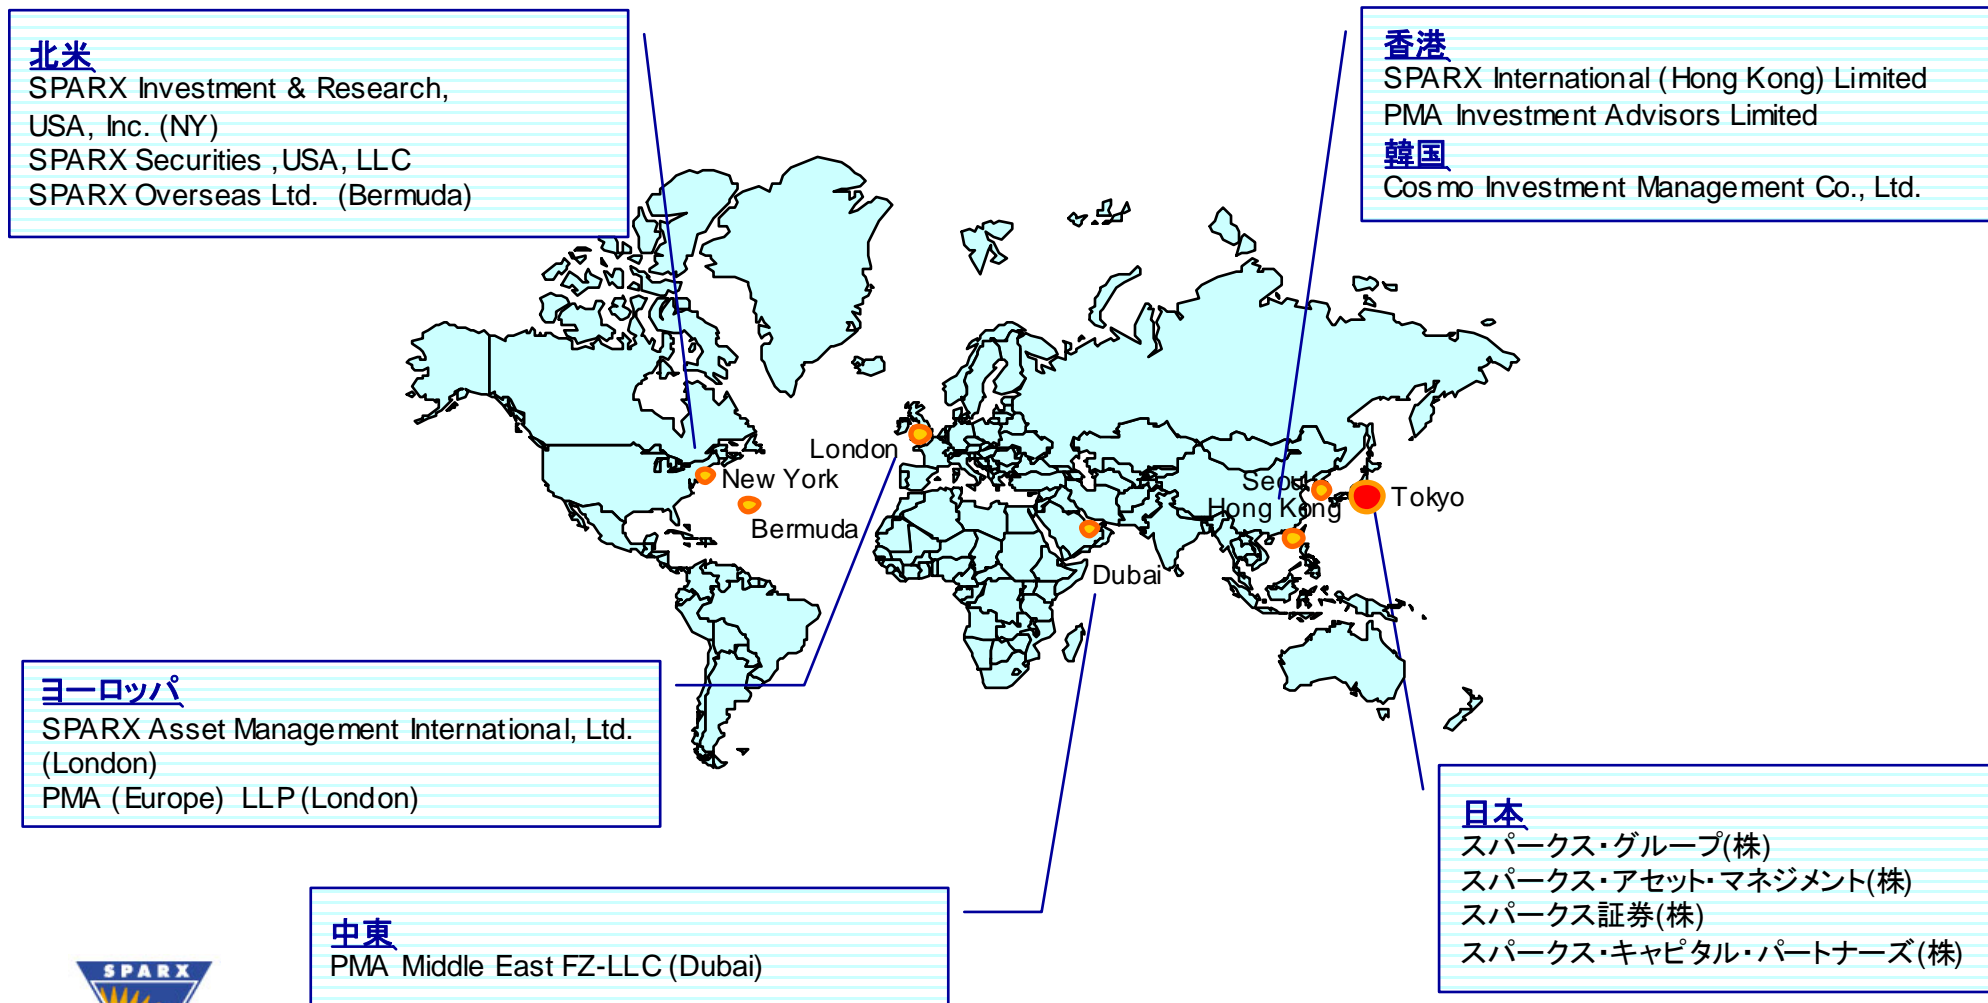 北米
SPARX Investment & Research,
USA, Inc. (NY)
SPARX Securities ,USA, LLC
SPARX Overseas Ltd. (Bermuda)
香港
SPARX International (Hong Kong) Limited
PMA Investment Advisors Limited
韓国
Cosmo Investment Management Co., Ltd.
London
New York
Bermuda
Seoul
Hong Kong
Tokyo
Dubai
ヨーロッパ
SPARX Asset Management International, Ltd.
(London)
PMA (Europe) LLP (London)
中東
PMA Middle East FZ-LLC (Dubai)
日本
スパークス・グループ(株)
スパークス・アセット・マネジメント(株)
スパークス証券(株)
スパークス・キャピタル・パートナーズ(株)
SPARX